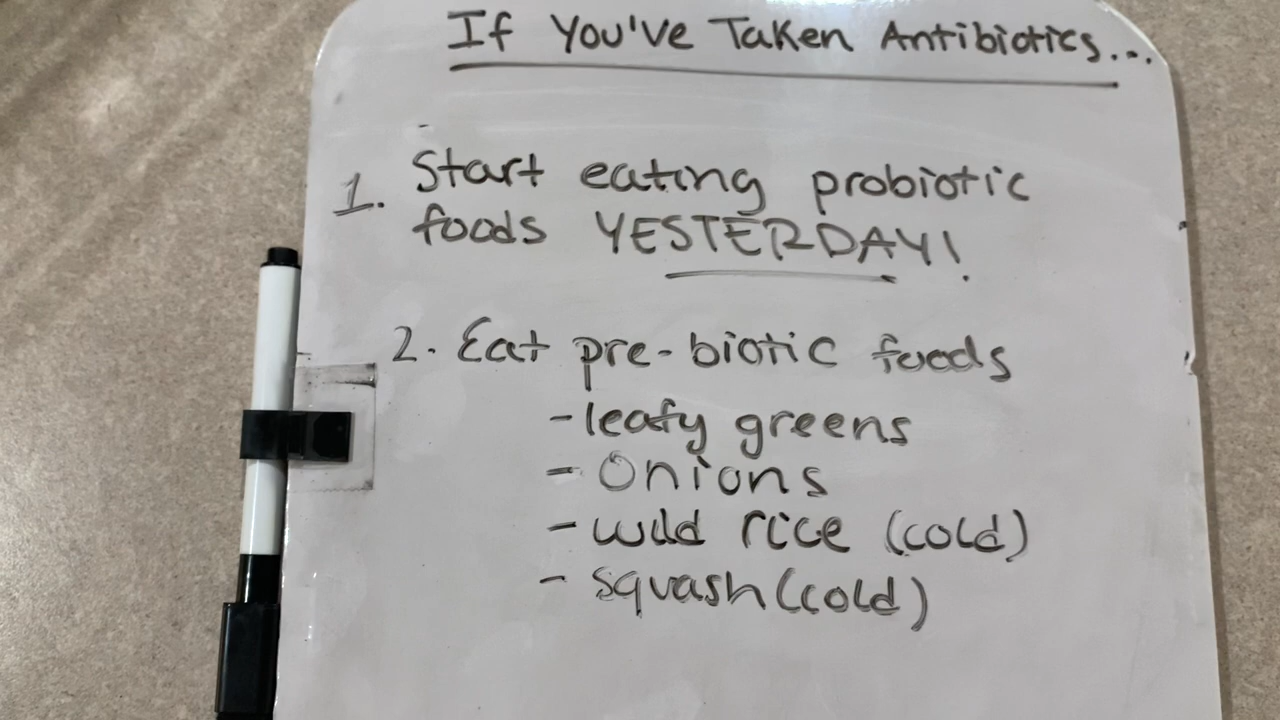 If You've Taken Antibiotics...
1. Start eating probiotic
foods YESTERDAY!
2. Eat pre-biotic foods
- leafy greens
- Onions
- wild rice (cold)
- squash (cold)